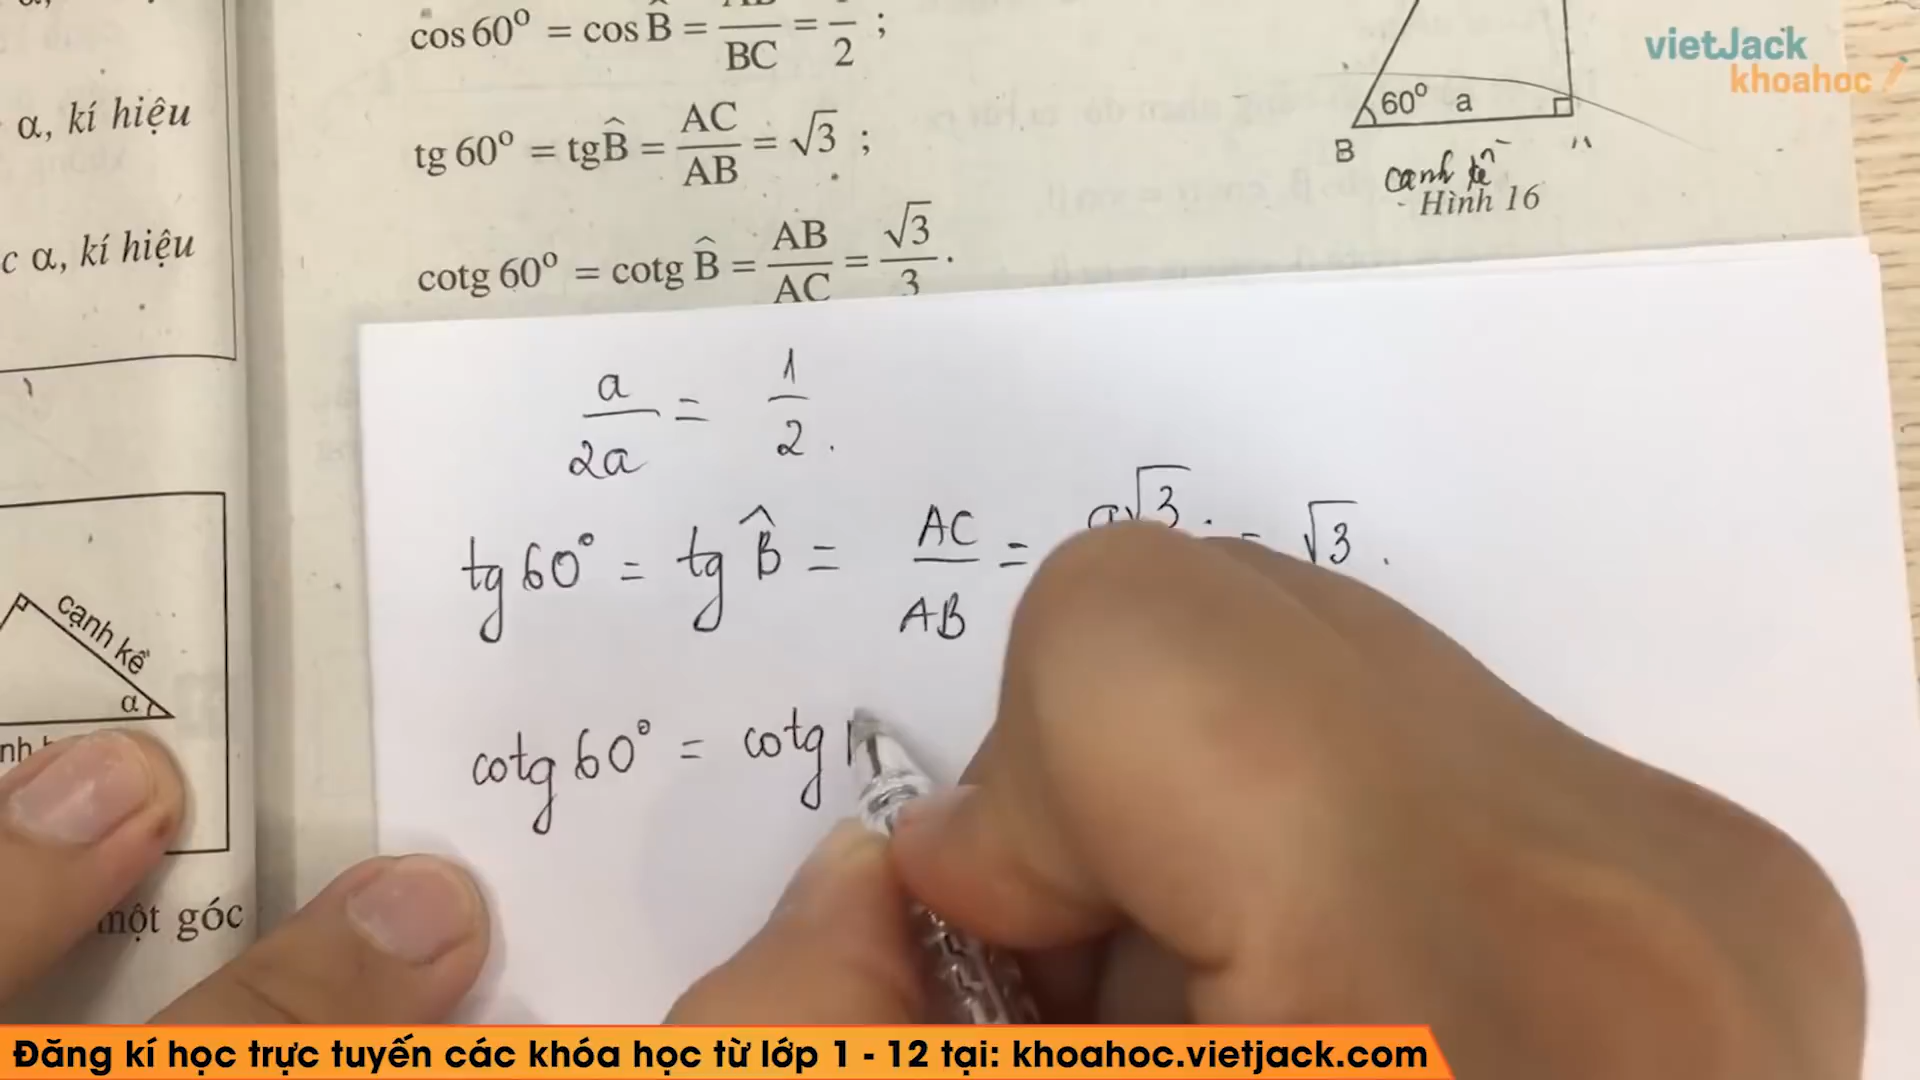 cos 60° = cos B̂ = AB/BC = 1/2 ;
vietJack
khoahoc
α, kí hiệu
tg 60° = tg B̂ = AC/AB = √3 ;
60° a
B
cạnh kề
Hình 16
c α, kí hiệu
cotg 60° = cotg B̂ = AB/AC = √3/3 .
a/2a = 1/2 .
tg 60° = tg B̂ = AC/AB = a√3 = √3 .
cạnh kề
α
cotg 60° = cotg
một góc
Đăng kí học trực tuyến các khóa học từ lớp 1 - 12 tại: khoahoc.vietjack.com